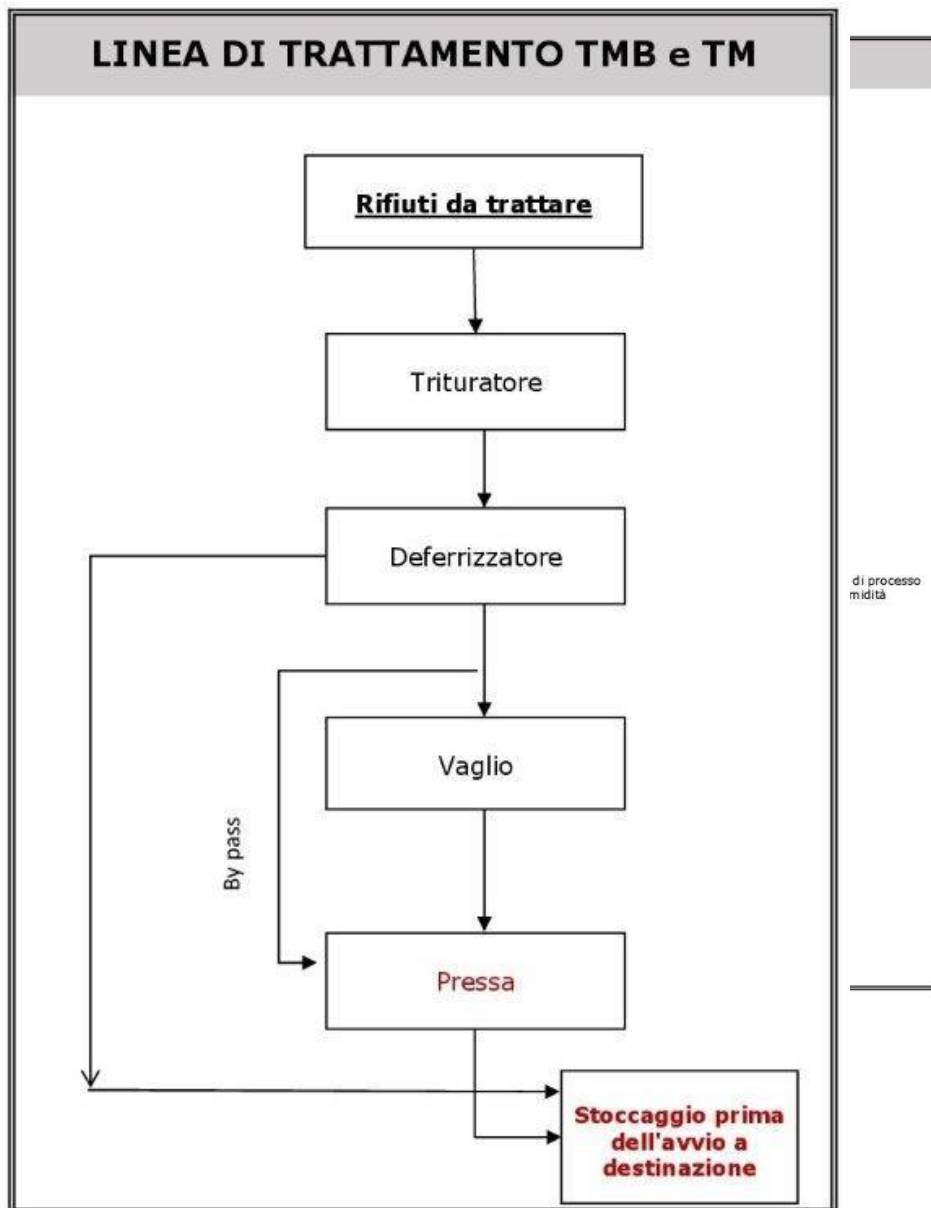 LINEA DI TRATTAMENTO TMB e TM
Rifiuti da trattare
Trituratore
Deferrizzatore
di processo
Vaglio
By pass
Pressa
Stoccaggio prima
dell'avvio a
destinazione